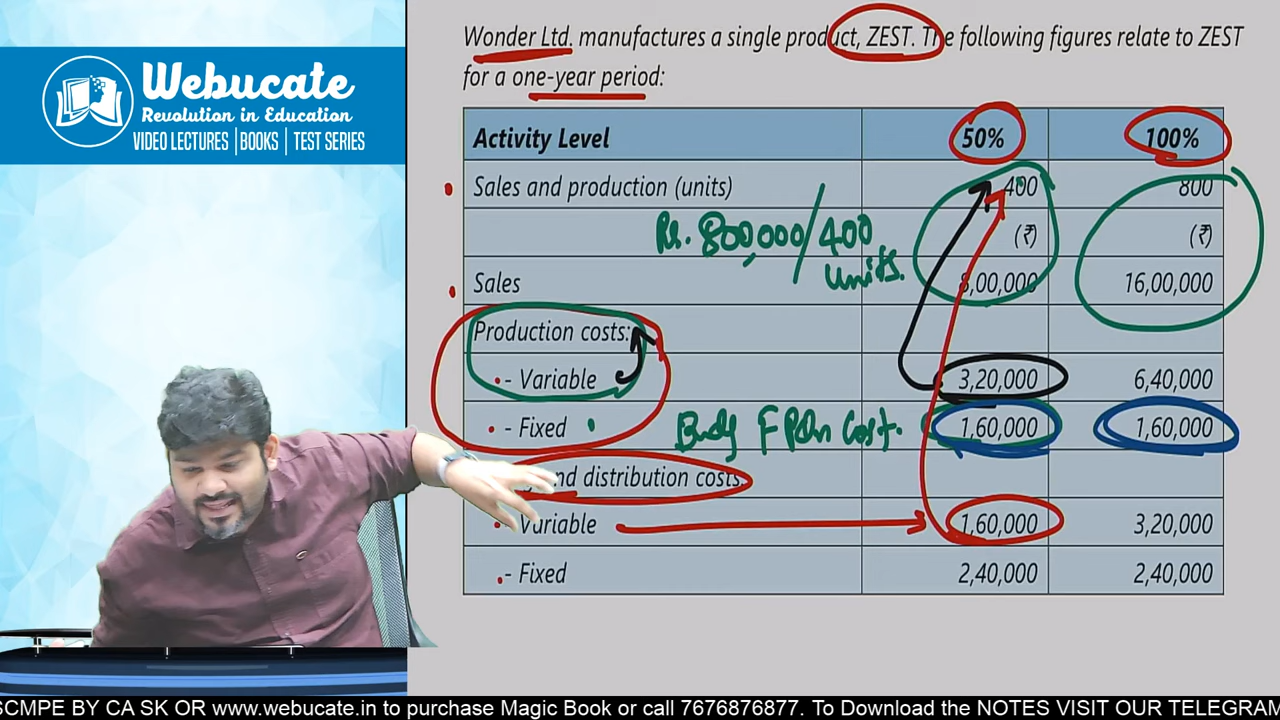 Webucate
Revolution in Education
VIDEO LECTURES | BOOKS | TEST SERIES
Wonder Ltd. manufactures a single product, ZEST. The following figures relate to ZEST
for a one-year period:
Activity Level 50% 100%
Sales and production (units) 400 800
(₹) (₹)
Rs. 800,000/400
units.
Sales 8,00,000 16,00,000
Production costs:
- Variable 3,20,000 6,40,000
- Fixed 1,60,000 1,60,000
Budg F Pdn Cost.
and distribution costs
- Variable 1,60,000 3,20,000
- Fixed 2,40,000 2,40,000
SCMPE BY CA SK OR www.webucate.in to purchase Magic Book or call 7676876877. To Download the NOTES VISIT OUR TELEGRAM